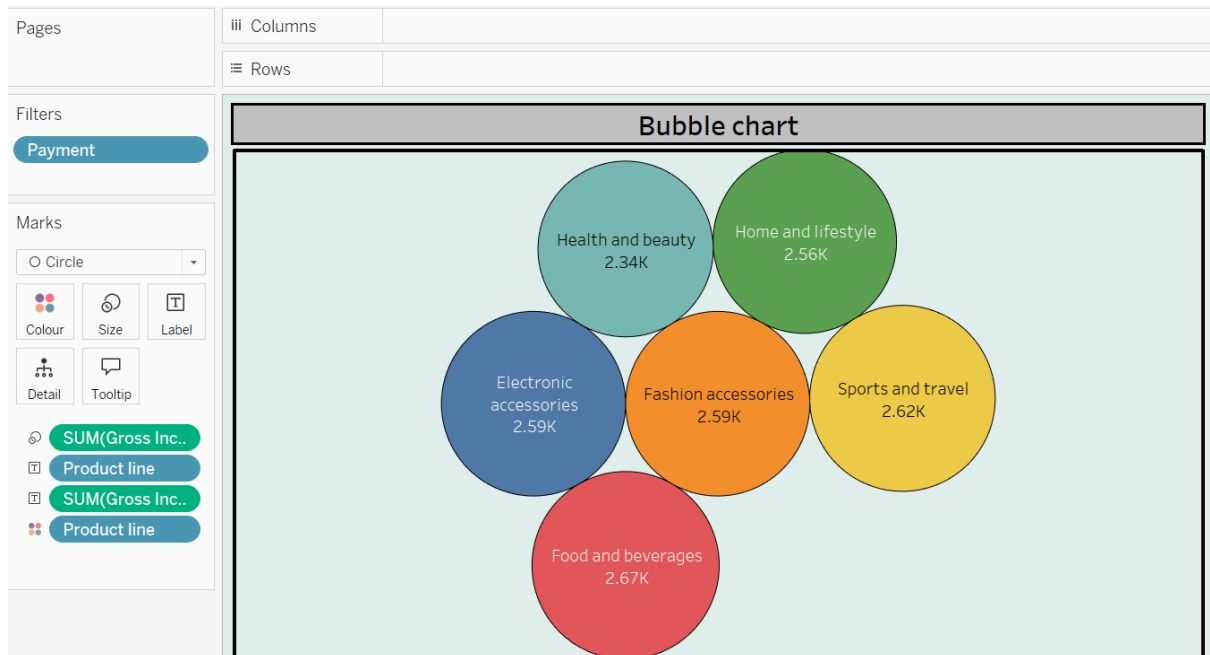 Pages
Columns
Rows
Filters
Payment
Marks
Circle
Colour
Size
Label
Detail
Tooltip
SUM(Gross Inc..
Product line
SUM(Gross Inc..
Product line
Bubble chart
Health and beauty
2.34K
Home and lifestyle
2.56K
Electronic
accessories
2.59K
Fashion accessories
2.59K
Sports and travel
2.62K
Food and beverages
2.67K